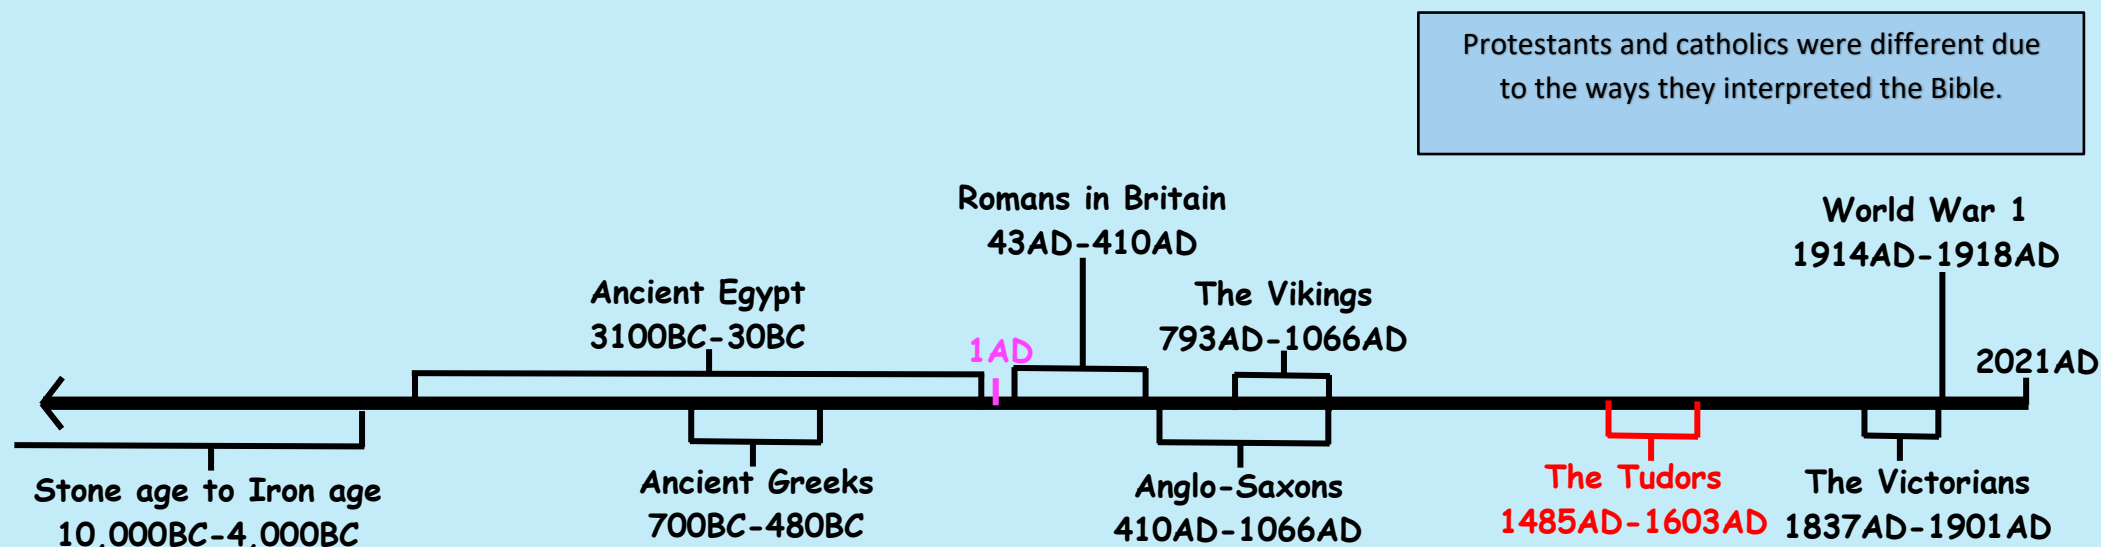 Protestants and catholics were different due
to the ways they interpreted the Bible.
Romans in Britain
43AD-410AD
World War 1
1914AD-1918AD
Ancient Egypt
3100BC-30BC
The Vikings
793AD-1066AD
1AD
2021AD
Stone age to Iron age
10,000BC-4,000BC
Ancient Greeks
700BC-480BC
Anglo-Saxons
410AD-1066AD
The Tudors
1485AD-1603AD
The Victorians
1837AD-1901AD